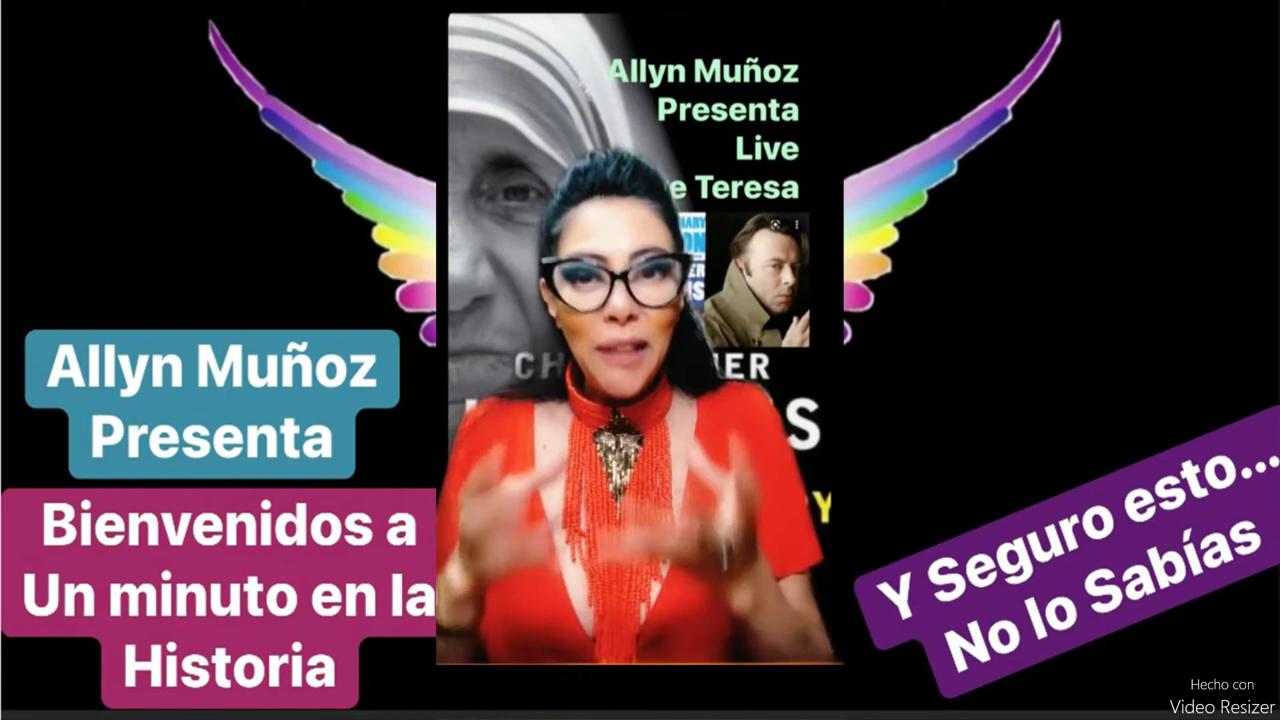 Allyn Muñoz
Presenta
Live
e Teresa
Allyn Muñoz
Presenta
Bienvenidos a
Un minuto en la
Historia
Y Seguro esto...
No lo Sabías
Hecho con
Video Resizer